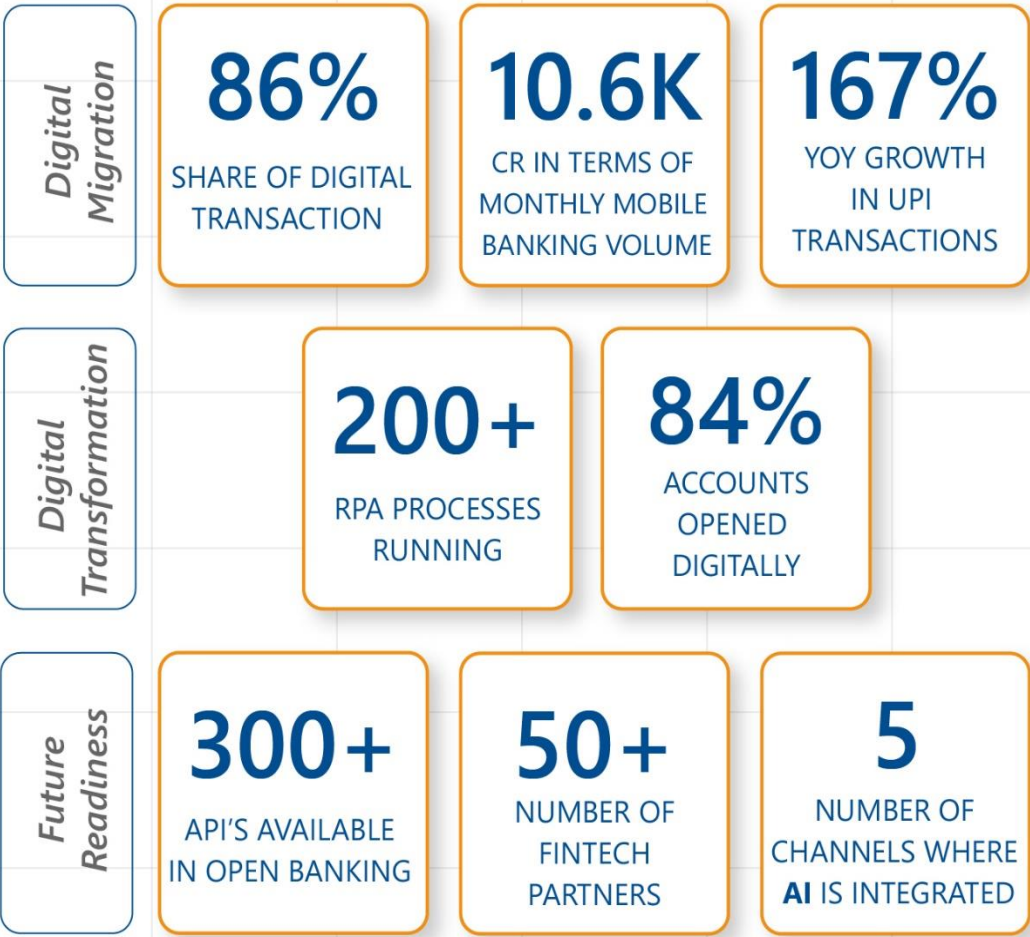 Digital
Migration
86%
SHARE OF DIGITAL
TRANSACTION
10.6K
CR IN TERMS OF
MONTHLY MOBILE
BANKING VOLUME
167%
YOY GROWTH
IN UPI
TRANSACTIONS
Digital
Transformation
200+
RPA PROCESSES
RUNNING
84%
ACCOUNTS
OPENED
DIGITALLY
Future
Readiness
300+
API'S AVAILABLE
IN OPEN BANKING
50+
NUMBER OF
FINTECH
PARTNERS
5
NUMBER OF
CHANNELS WHERE
AI IS INTEGRATED